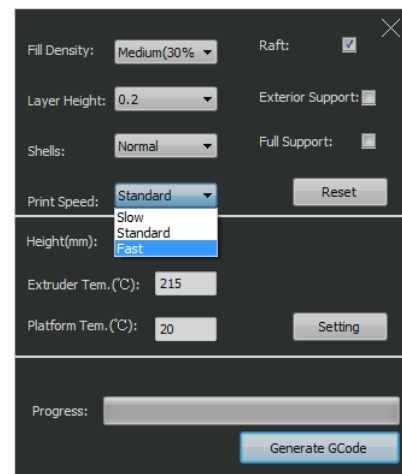 Fill Density: Medium(30% Raft:
Layer Height: 0.2 Exterior Support:
Shells: Normal Full Support:
Print Speed: Standard Reset
Slow
Standard
Fast
Height(mm):
Extruder Tem.(℃): 215
Platform Tem.(℃): 20 Setting
Progress:
Generate GCode